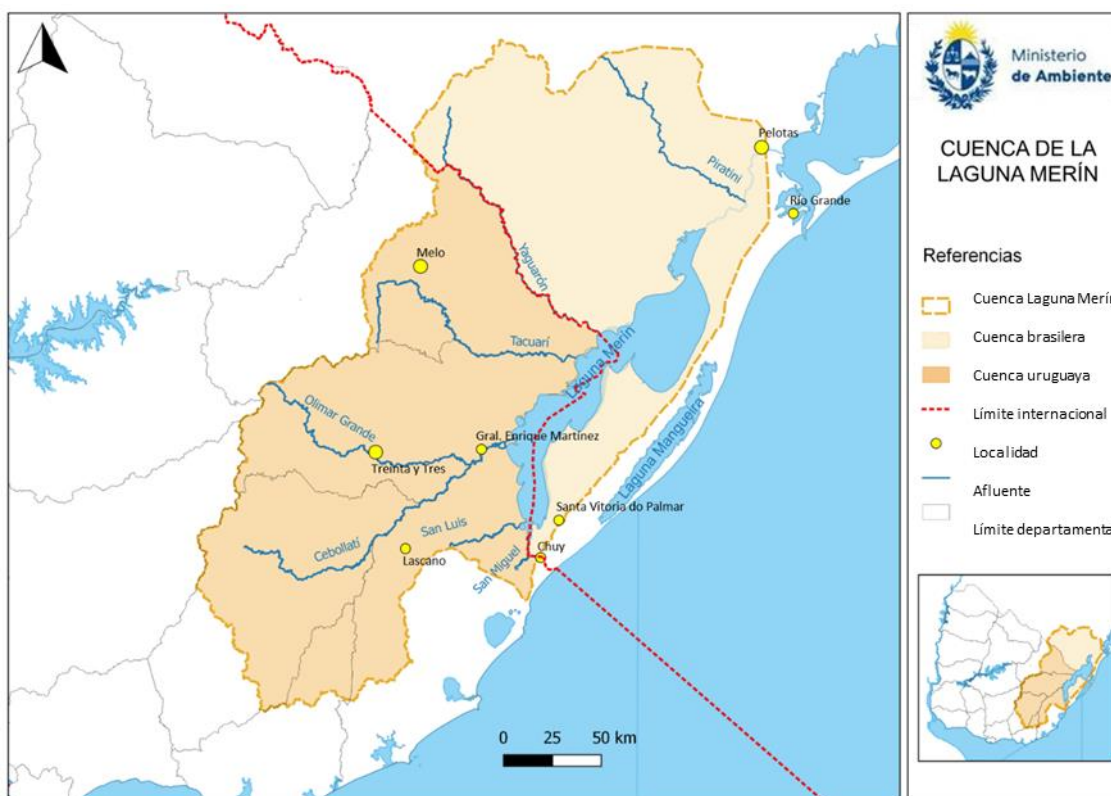 Pelotas
Piratini
Río Grande
Melo
Yaguarón
Tacuarí
Laguna Merín
Olimar Grande
Gral. Enrique Martínez
Treinta y Tres
Laguna Mangueira
San Luis
Santa Vitoria do Palmar
Cebollatí
Lascano
San Miguel
Chuy
0 25 50 km
Ministerio
de Ambiente
CUENCA DE LA
LAGUNA MERÍN
Referencias
Cuenca Laguna Merín
Cuenca brasilera
Cuenca uruguaya
Límite internacional
Localidad
Afluente
Límite departamenta